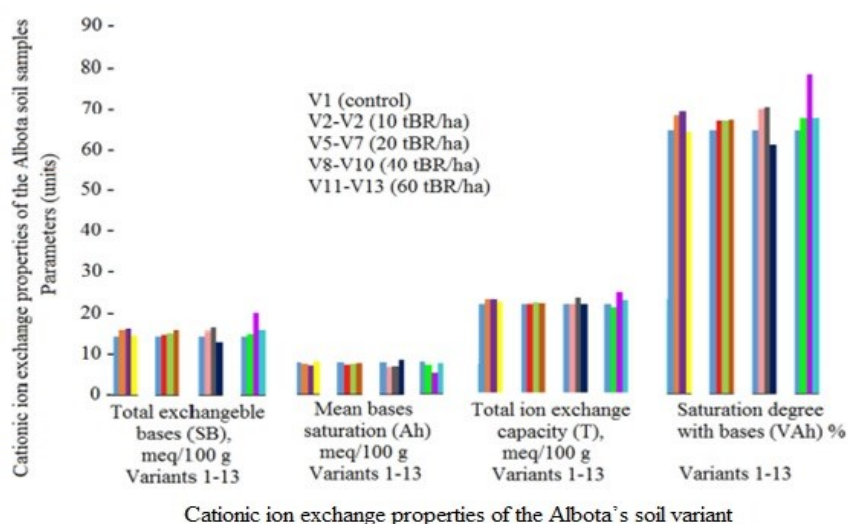 Cationic ion exchange properties of the Albota soil samples
Parameters (units)
90 -
80 -
70 -
60 -
50 -
40 -
30 -
20 -
10 -
0
V1 (control)
V2-V2 (10 tBR/ha)
V5-V7 (20 tBR/ha)
V8-V10 (40 tBR/ha)
V11-V13 (60 tBR/ha)
Total exchangeble
bases (SB),
meq/100 g
Variants 1-13
Mean bases
saturation (Ah)
meq/100 g
Variants 1-13
Total ion exchange
capacity (T),
meq/100 g
Variants 1-13
Saturation degree
with bases (VAh) %
Variants 1-13
Cationic ion exchange properties of the Albota's soil variant